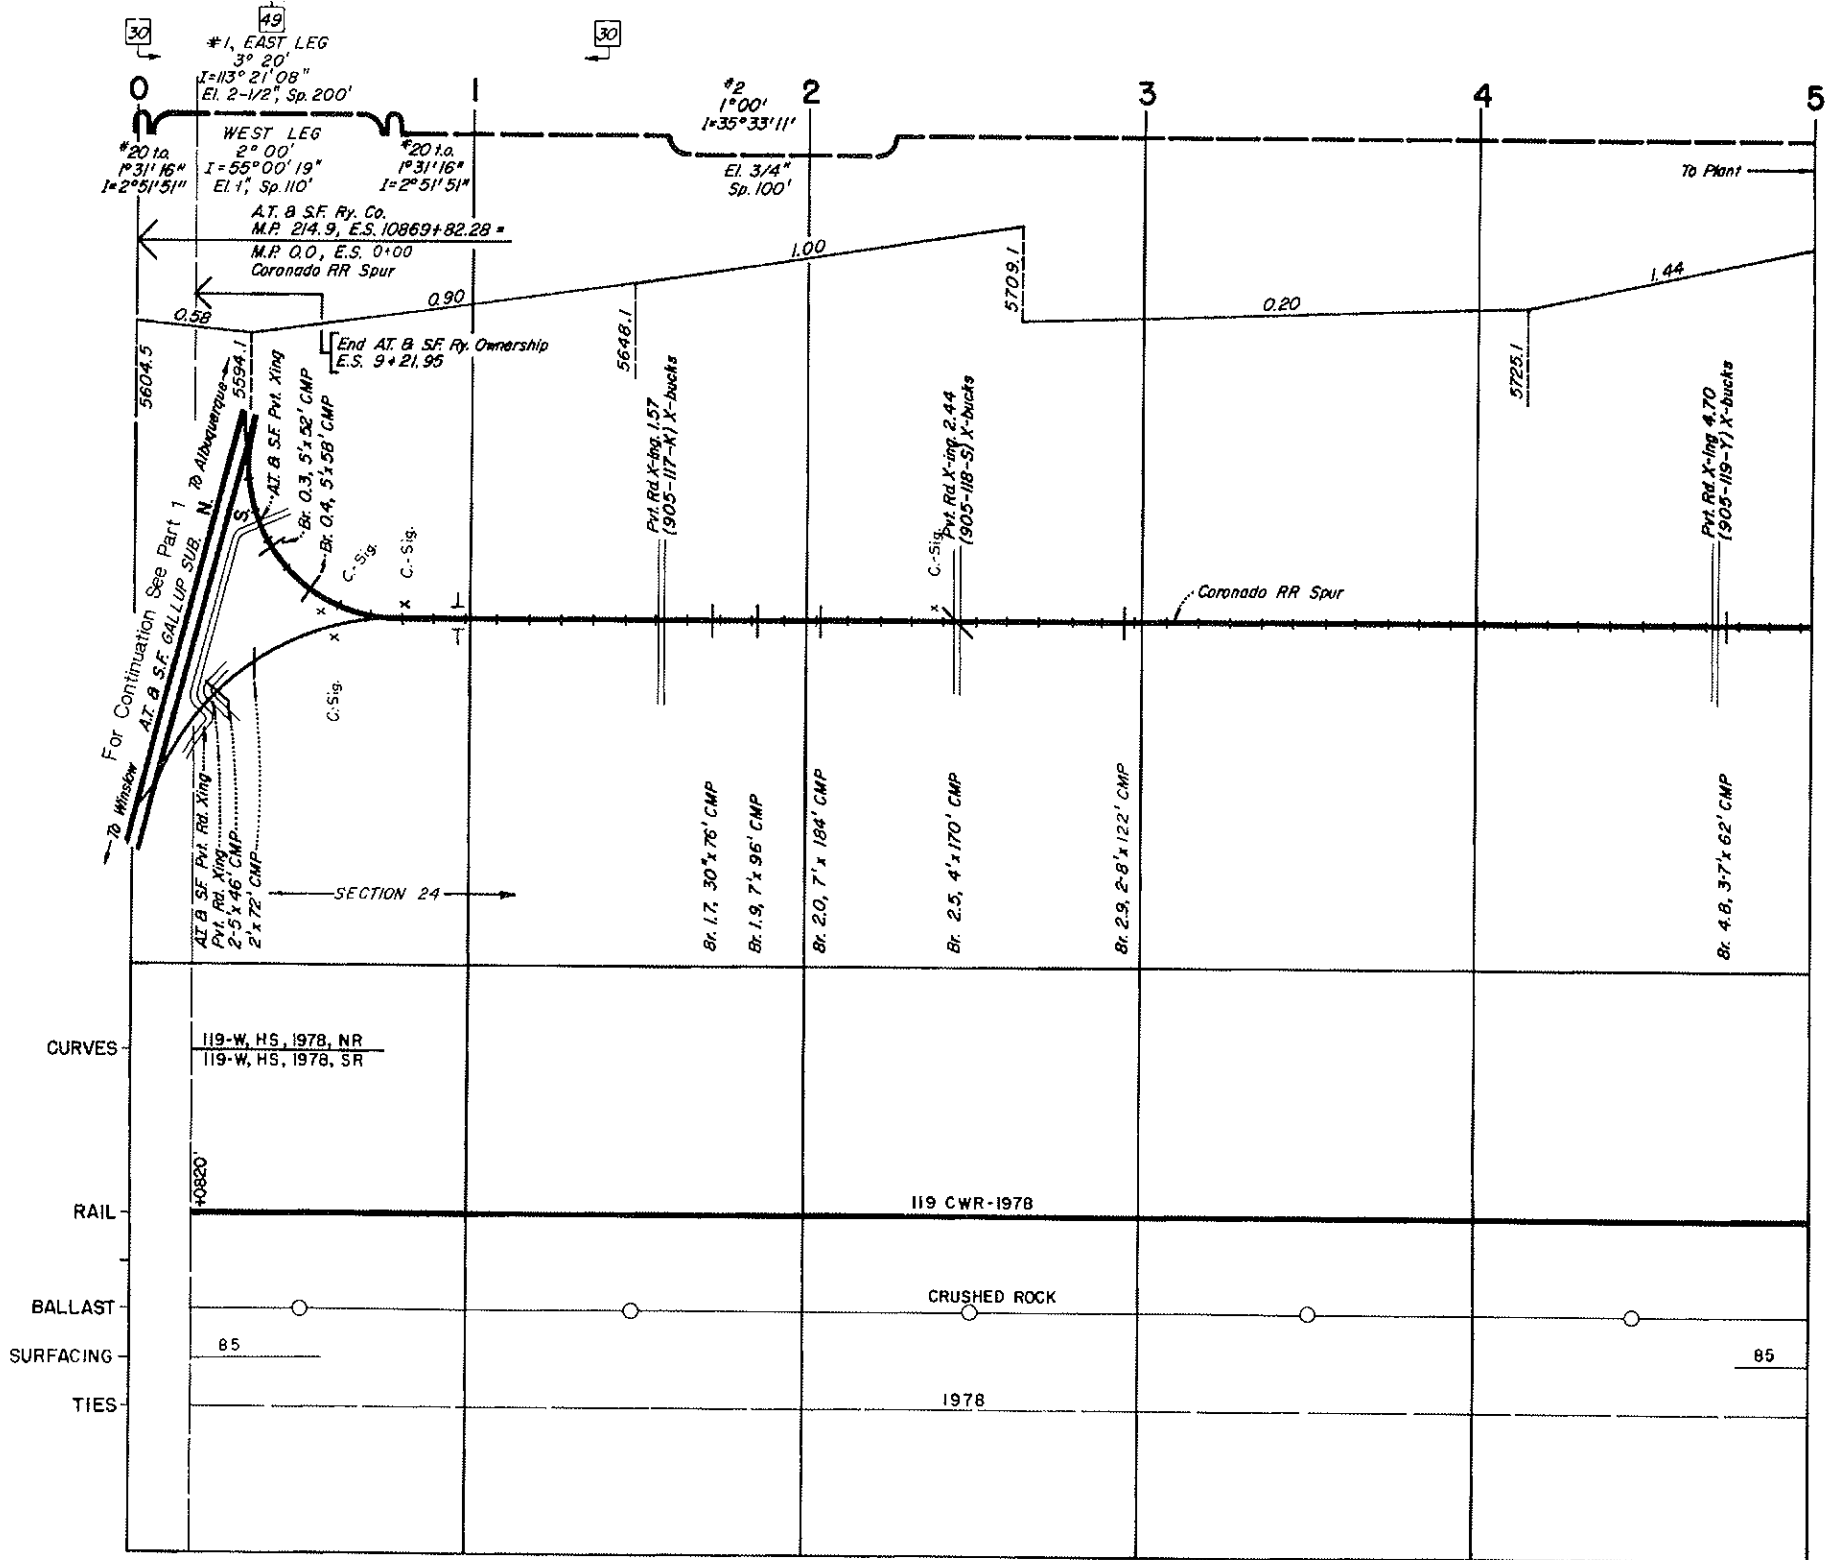 30
49
30
#1, EAST LEG
3° 20'
I=113° 21' 08"
El. 2-1/2", Sp. 200'
0
1
2
3
4
5
#2
1°00'
I=35°33'11"
El. 3/4"
Sp. 100'
WEST LEG
2° 00'
I=55°00'19"
El. 1", Sp. 110'
#20 t.o.
1°31'16"
I=2°51'51"
#20 t.o.
1°31'16"
I=2°51'51"
To Plant
A.T. & S.F. Ry. Co.
M.P. 214.9, E.S. 10869+82.28 =
M.P. 0.0, E.S. 0+00
Coronado RR Spur
0.58
0.90
1.00
0.20
1.44
End A.T. & S.F. Ry. Ownership
E.S. 9+21.95
5604.5
5594.1
5648.1
5709.1
5725.1
For Continuation See Part 1
A.T. & S.F. GALLUP SUB.
To Albuquerque
To Winslow
N.
S.
A.T. & S.F. Pvt. Xing
Br. 0.3, 5'x 52' CMP
Br. 0.4, 5'x 58' CMP
C.-Sig.
C.-Sig.
C.-Sig.
C.-Sig.
Pvt. Rd. X-ing 1.57
(905-117-K) X-bucks
Pvt. Rd. X-ing 2.44
(905-118-S) X-bucks
Pvt. Rd. X-ing 4.70
(905-119-Y) X-bucks
Coronado RR Spur
A.T. & S.F. Pvt. Rd. Xing
Pvt. Rd. Xing
2-5'x 46' CMP
2'x 72' CMP
SECTION 24
Br. 1.7, 30"x 76' CMP
Br. 1.9, 7'x 96' CMP
Br. 2.0, 7'x 184' CMP
Br. 2.5, 4'x 170' CMP
Br. 2.9, 2-8'x 122' CMP
Br. 4.8, 3-7'x 62' CMP
CURVES
119-W, HS, 1978, NR
119-W, HS, 1978, SR
+0820'
RAIL
119 CWR-1978
BALLAST
CRUSHED ROCK
SURFACING
85
85
TIES
1978